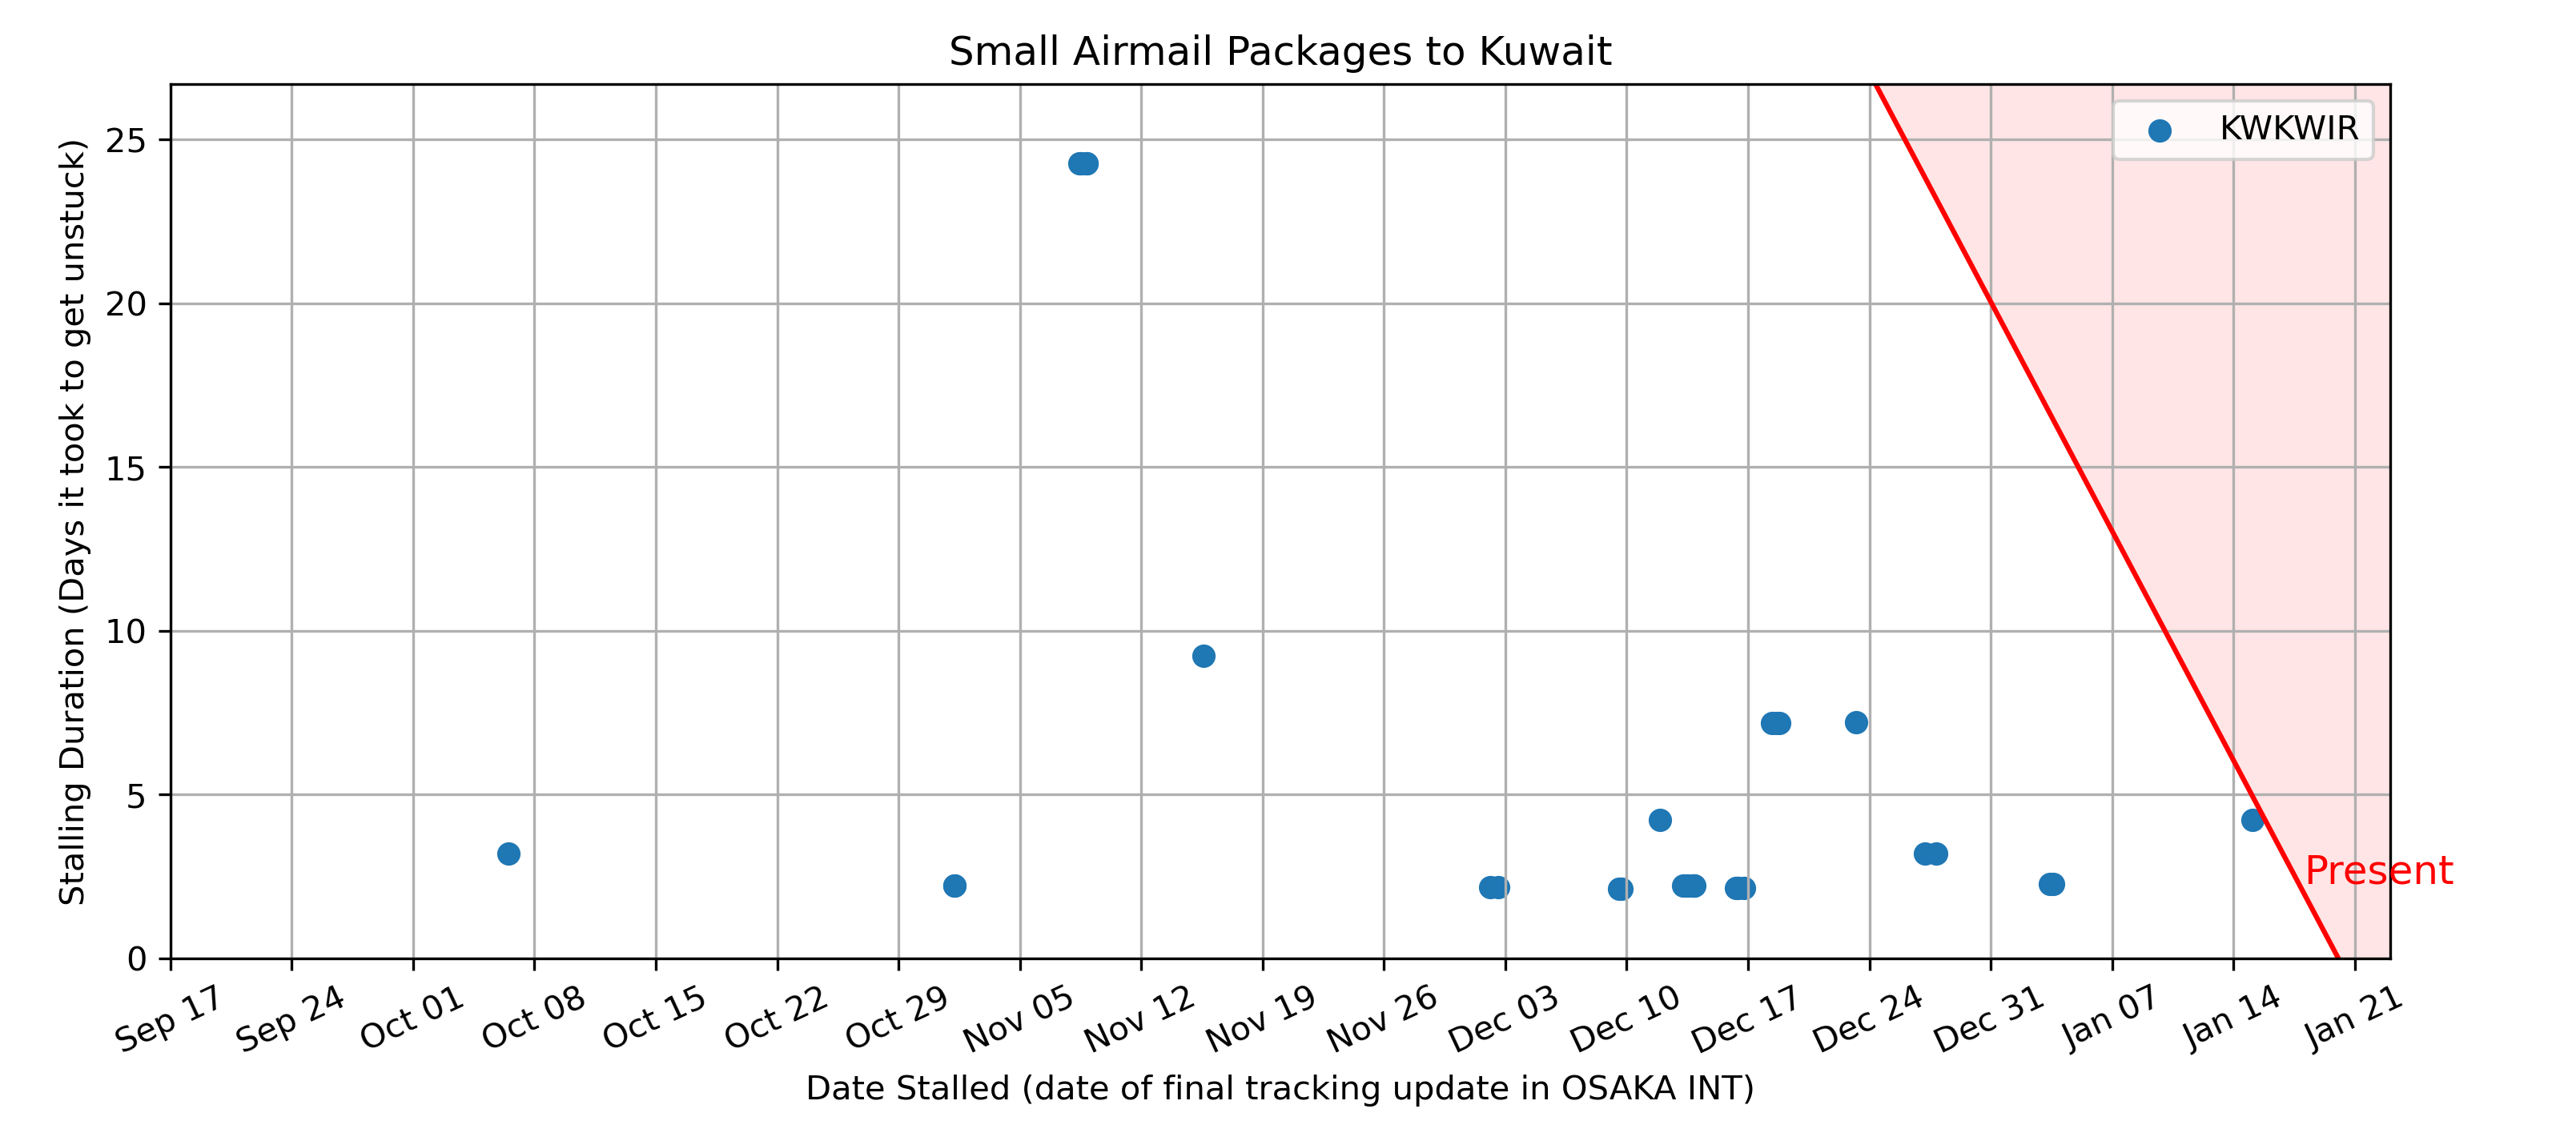 Small Airmail Packages to Kuwait
KWKWIR
Stalling Duration (Days it took to get unstuck)
25
20
15
10
5
0
Present
Sep 17 Sep 24 Oct 01 Oct 08 Oct 15 Oct 22 Oct 29 Nov 05 Nov 12 Nov 19 Nov 26 Dec 03 Dec 10 Dec 17 Dec 24 Dec 31 Jan 07 Jan 14 Jan 21
Date Stalled (date of final tracking update in OSAKA INT)